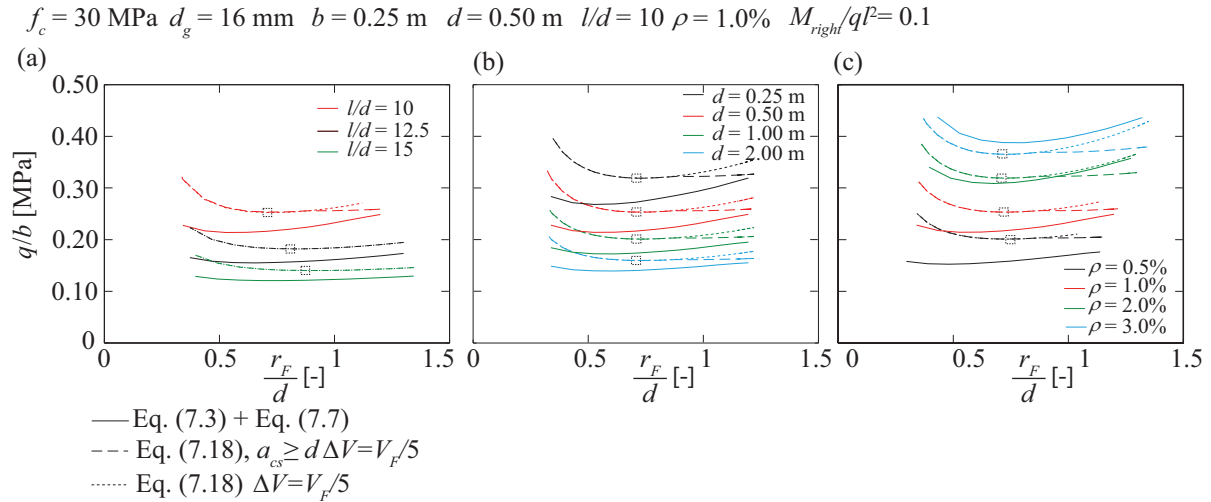 f_c = 30 MPa d_g = 16 mm b = 0.25 m d = 0.50 m l/d = 10 ρ = 1.0% M_right/ql² = 0.1
(a)
(b)
(c)
0.50
0.40
0.30
0.20
0.10
0
q/b [MPa]
l/d = 10
l/d = 12.5
l/d = 15
0 0.5 1 1.5
r_F/d [-]
d = 0.25 m
d = 0.50 m
d = 1.00 m
d = 2.00 m
0 0.5 1 1.5
r_F/d [-]
ρ = 0.5%
ρ = 1.0%
ρ = 2.0%
ρ = 3.0%
0 0.5 1 1.5
r_F/d [-]
Eq. (7.3) + Eq. (7.7)
Eq. (7.18), a_cs ≥ d ΔV=V_F/5
Eq. (7.18) ΔV=V_F/5